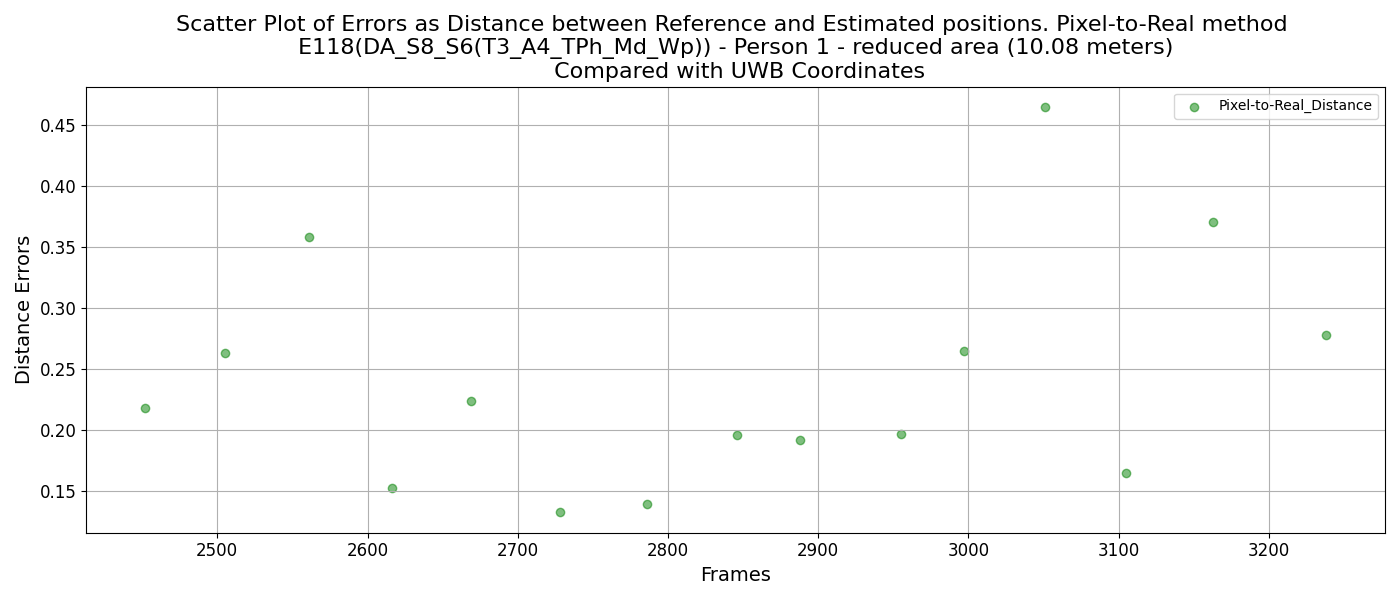 Scatter Plot of Errors as Distance between Reference and Estimated positions. Pixel-to-Real method
E118(DA_S8_S6(T3_A4_TPh_Md_Wp)) - Person 1 - reduced area (10.08 meters)
Compared with UWB Coordinates
Pixel-to-Real_Distance
Distance Errors
0.45
0.40
0.35
0.30
0.25
0.20
0.15
2500 2600 2700 2800 2900 3000 3100 3200
Frames